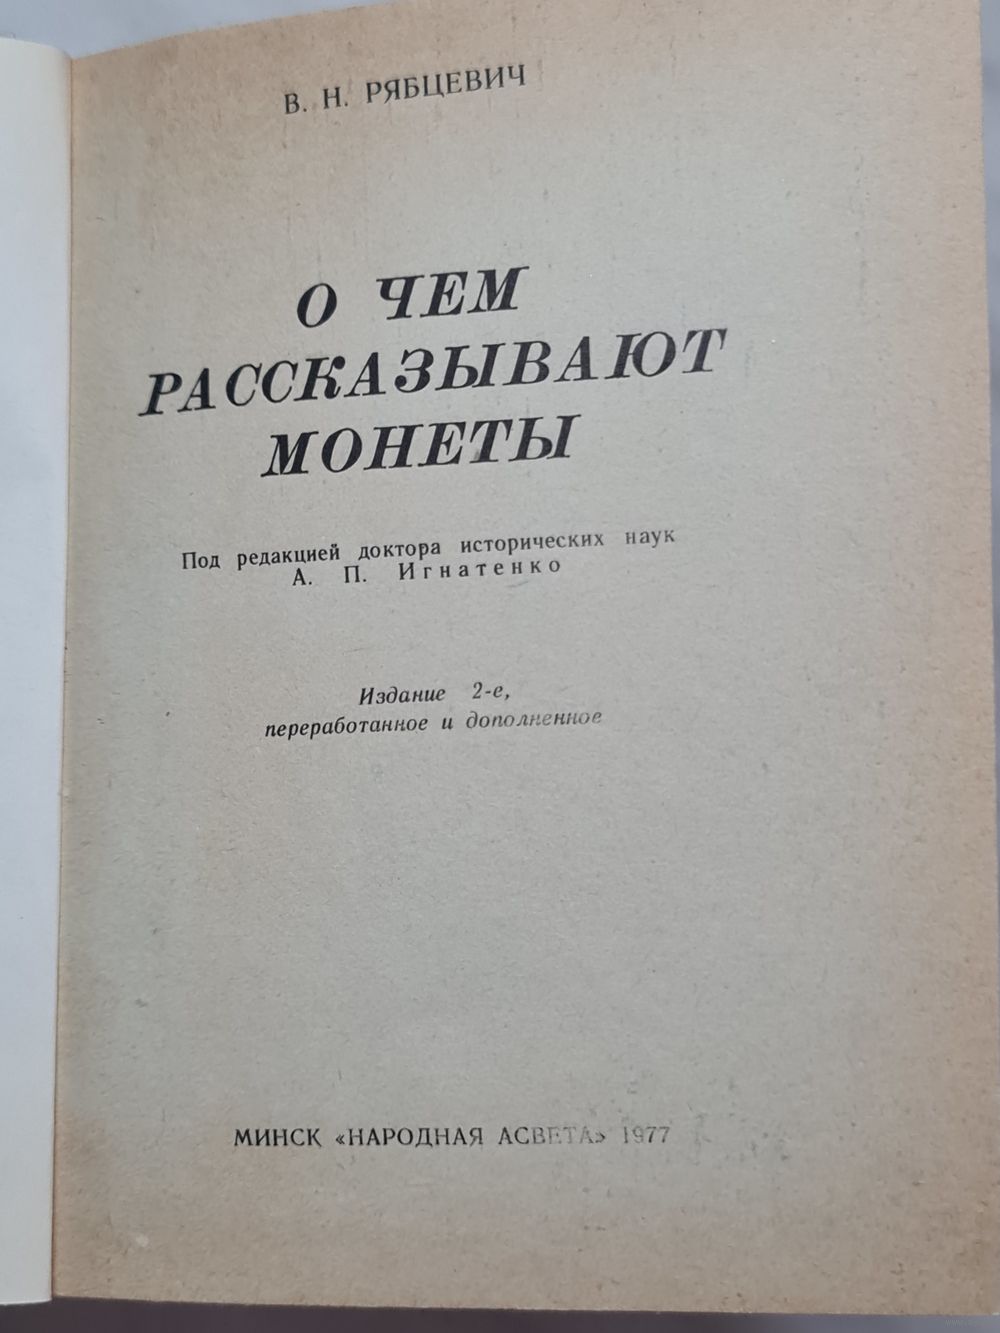 В. Н. РЯБЦЕВИЧ
О ЧЕМ
РАССКАЗЫВАЮТ
МОНЕТЫ
Под редакцией доктора исторических наук
А. П. Игнатенко
Издание 2-е,
переработанное и дополненное
МИНСК «НАРОДНАЯ АСВЕТА» 1977